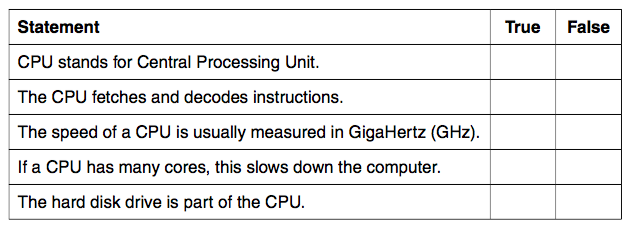 Statement True False
CPU stands for Central Processing Unit.
The CPU fetches and decodes instructions.
The speed of a CPU is usually measured in GigaHertz (GHz).
If a CPU has many cores, this slows down the computer.
The hard disk drive is part of the CPU.